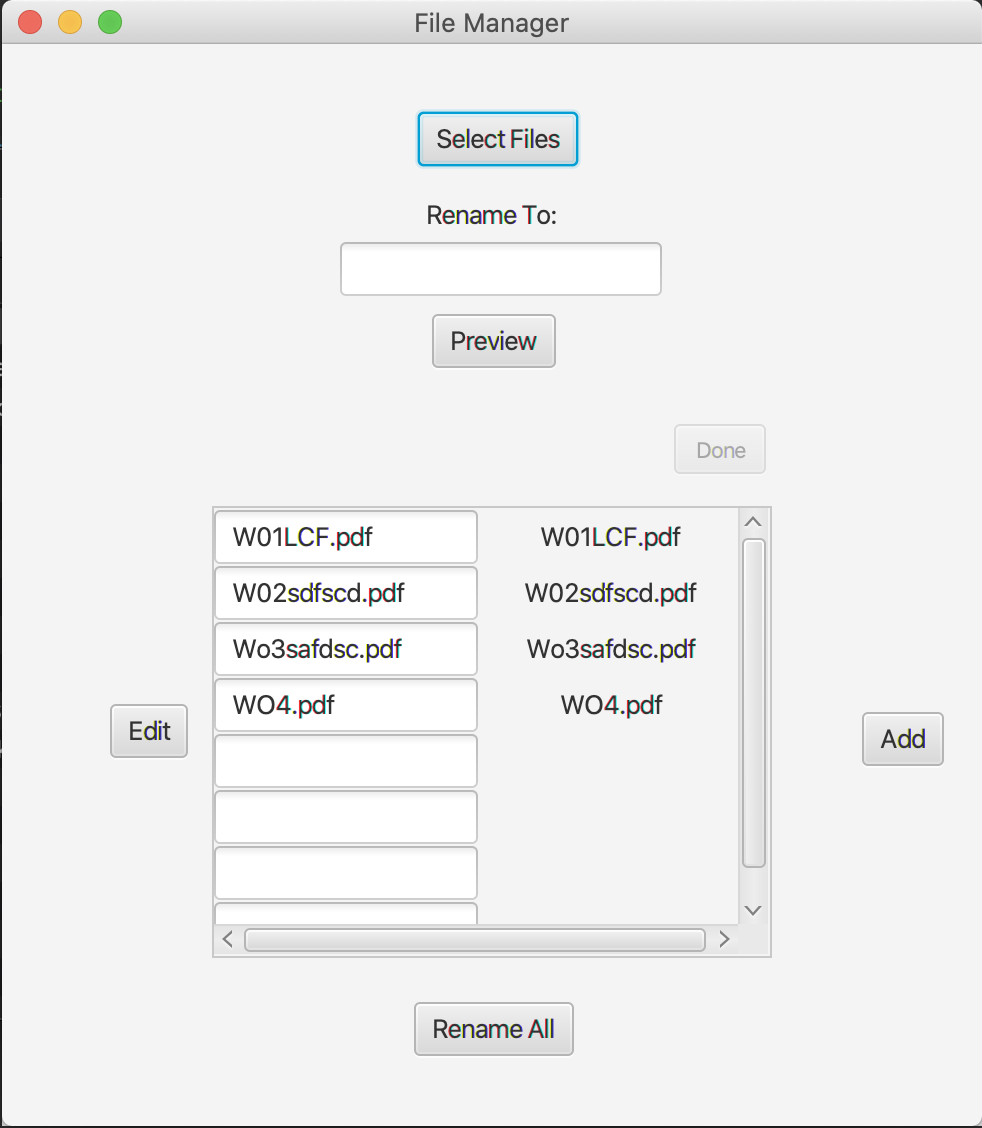 File Manager
Select Files
Rename To:
Preview
Done
W01LCF.pdf W01LCF.pdf
W02sdfscd.pdf W02sdfscd.pdf
Wo3safdsc.pdf Wo3safdsc.pdf
WO4.pdf WO4.pdf
Edit
Add
Rename All